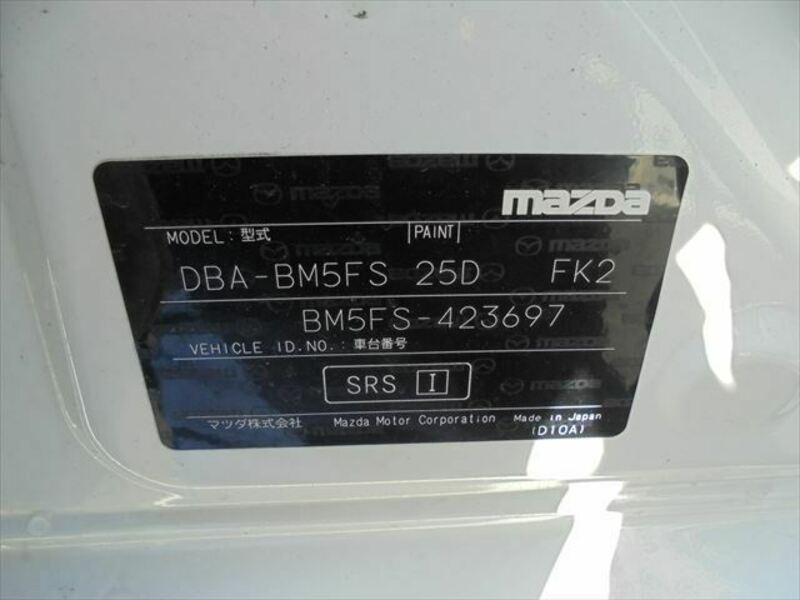 mazda
MODEL : 型式 PAINT
DBA-BM5FS 25D FK2
BM5FS-423697
VEHICLE ID.NO. : 車台番号
SRS I
マツダ株式会社 Mazda Motor Corporation Made in Japan
(D10A)